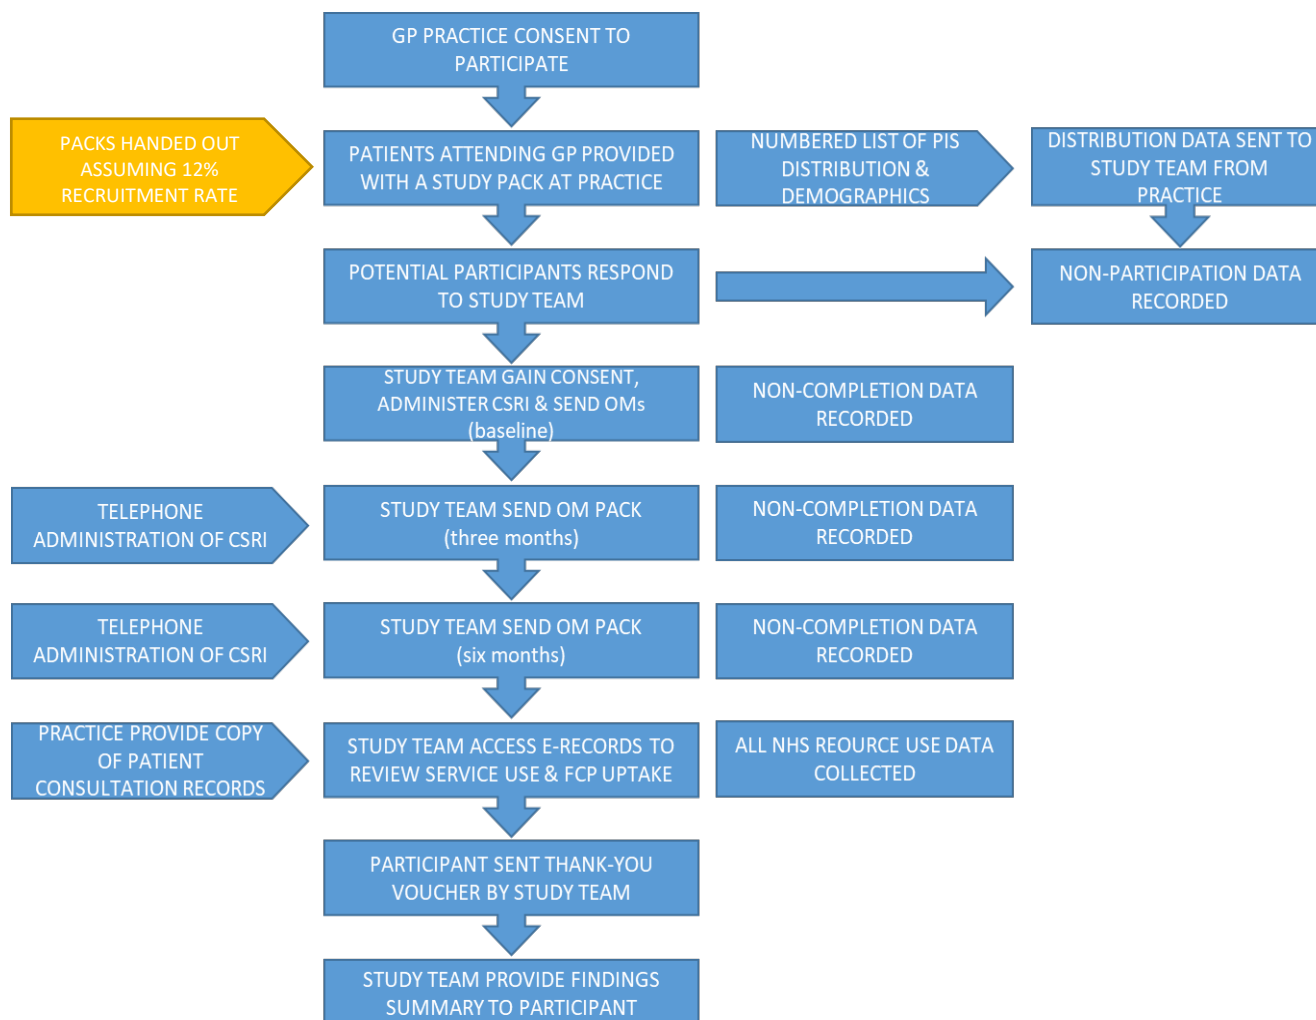 GP PRACTICE CONSENT TO
PARTICIPATE
PACKS HANDED OUT
ASSUMING 12%
RECRUITMENT RATE
PATIENTS ATTENDING GP PROVIDED
WITH A STUDY PACK AT PRACTICE
NUMBERED LIST OF PIS
DISTRIBUTION &
DEMOGRAPHICS
DISTRIBUTION DATA SENT TO
STUDY TEAM FROM
PRACTICE
POTENTIAL PARTICIPANTS RESPOND
TO STUDY TEAM
NON-PARTICIPATION DATA
RECORDED
STUDY TEAM GAIN CONSENT,
ADMINISTER CSRI & SEND OMs
(baseline)
NON-COMPLETION DATA
RECORDED
TELEPHONE
ADMINISTRATION OF CSRI
STUDY TEAM SEND OM PACK
(three months)
NON-COMPLETION DATA
RECORDED
TELEPHONE
ADMINISTRATION OF CSRI
STUDY TEAM SEND OM PACK
(six months)
NON-COMPLETION DATA
RECORDED
PRACTICE PROVIDE COPY
OF PATIENT
CONSULTATION RECORDS
STUDY TEAM ACCESS E-RECORDS TO
REVIEW SERVICE USE & FCP UPTAKE
ALL NHS REOURCE USE DATA
COLLECTED
PARTICIPANT SENT THANK-YOU
VOUCHER BY STUDY TEAM
STUDY TEAM PROVIDE FINDINGS
SUMMARY TO PARTICIPANT